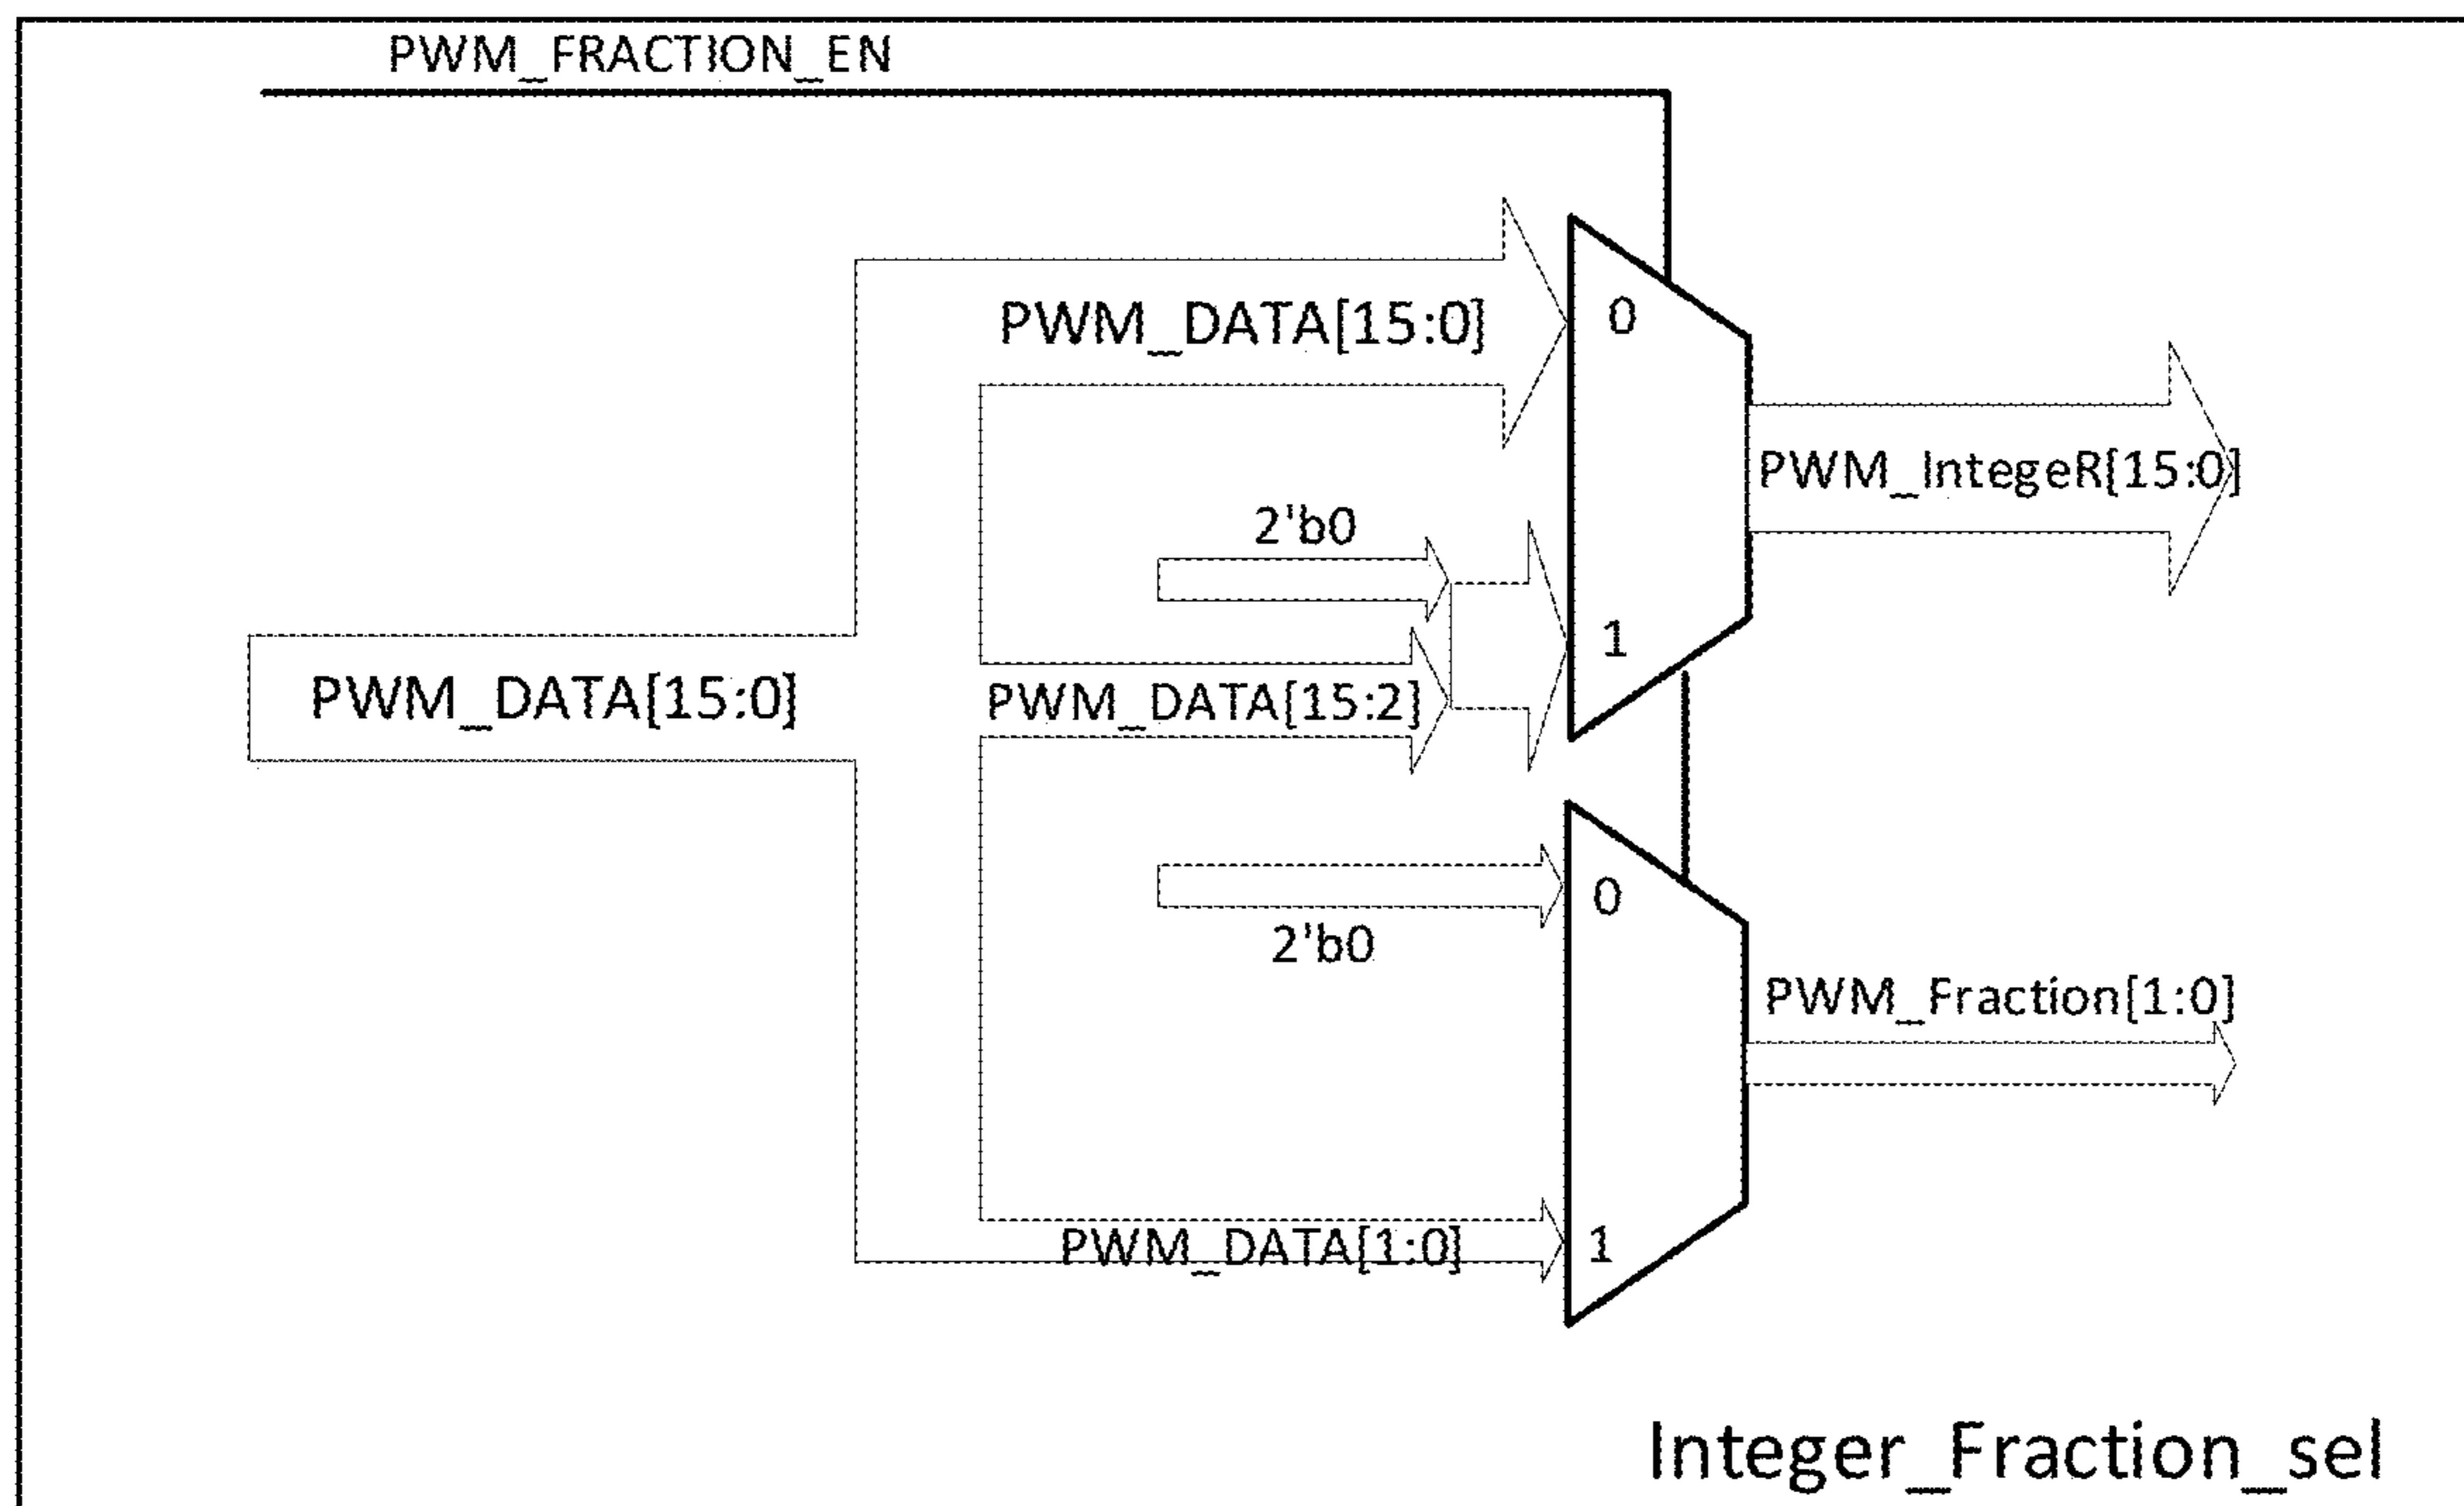 PWM_FRACTION_EN
PWM_DATA[15:0]
0
PWM_IntegeR[15:0]
2'b0
1
PWM_DATA[15:0]
PWM_DATA[15:2]
0
2'b0
PWM_Fraction[1:0]
PWM_DATA[1:0]
1
Integer_Fraction_sel